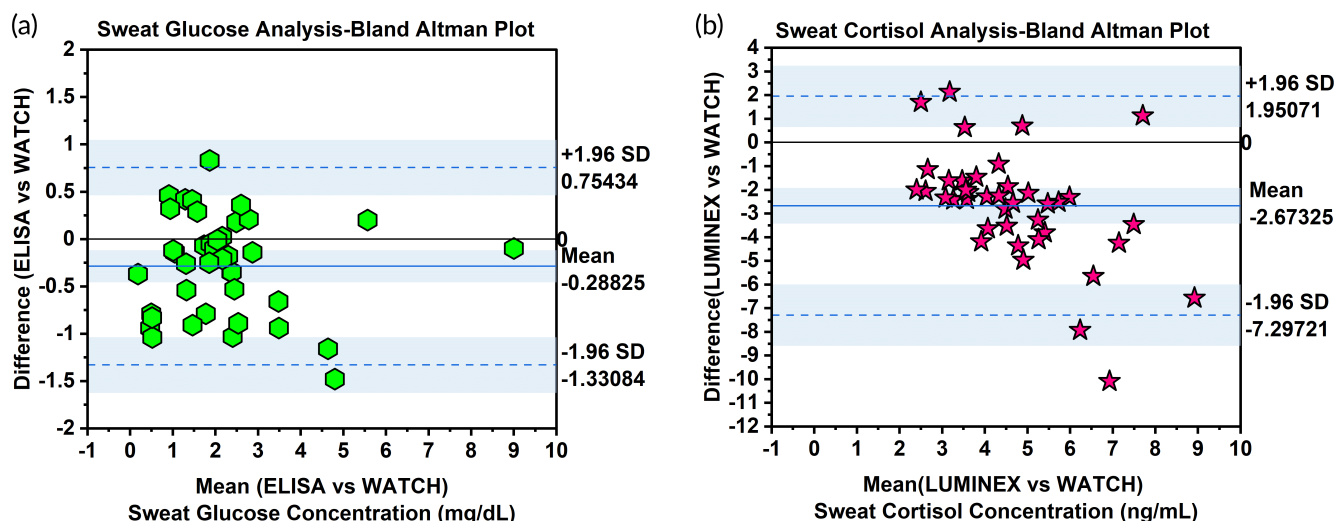 (a)
Sweat Glucose Analysis-Bland Altman Plot
Difference (ELISA vs WATCH)
2
1.5
1
0.5
0
-0.5
-1
-1.5
-2
+1.96 SD
0.75434
0
Mean
-0.28825
-1.96 SD
-1.33084
-1 0 1 2 3 4 5 6 7 8 9 10
Mean (ELISA vs WATCH)
Sweat Glucose Concentration (mg/dL)
(b)
Sweat Cortisol Analysis-Bland Altman Plot
Difference(LUMINEX vs WATCH)
4
3
2
1
0
-1
-2
-3
-4
-5
-6
-7
-8
-9
-10
-11
-12
+1.96 SD
1.95071
0
Mean
-2.67325
-1.96 SD
-7.29721
-1 0 1 2 3 4 5 6 7 8 9 10
Mean(LUMINEX vs WATCH)
Sweat Cortisol Concentration (ng/mL)